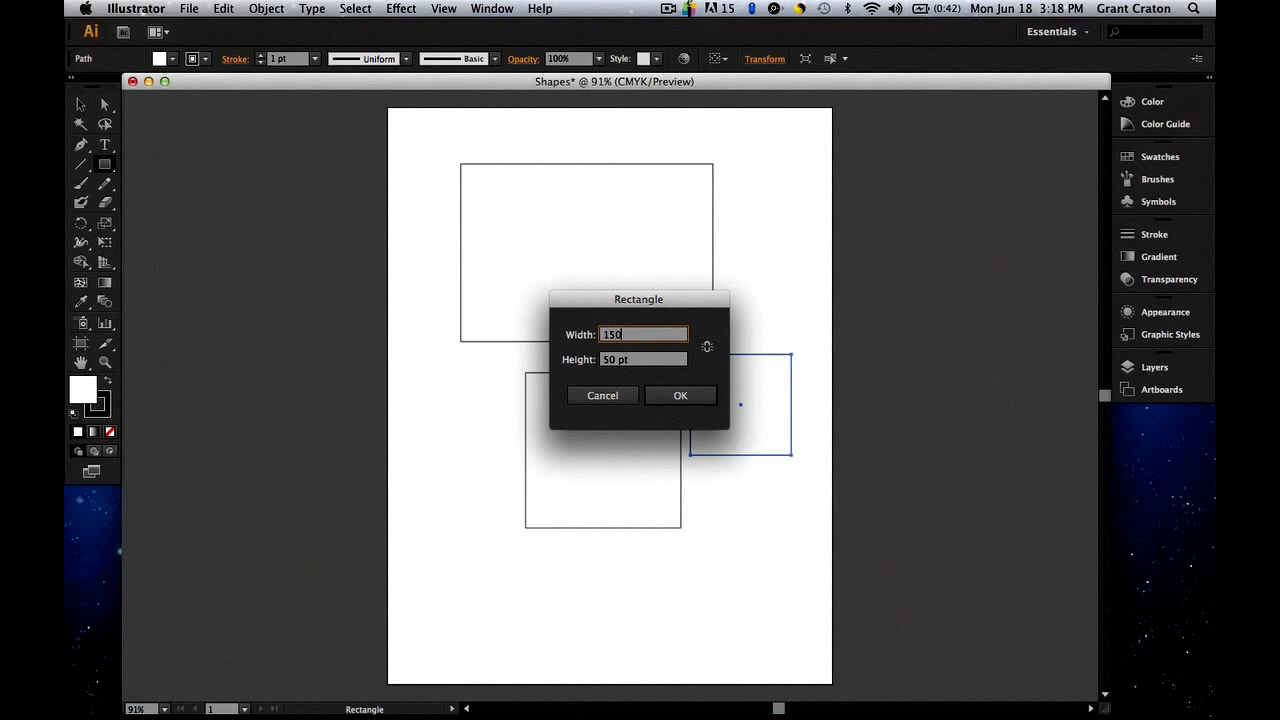 Illustrator File Edit Object Type Select Effect View Window Help 15 (0:42) Mon Jun 18 3:18 PM Grant Craton
Ai Br Essentials
Path Stroke: 1 pt Uniform Basic Opacity: 100% Style: Transform
Shapes* @ 91% (CMYK/Preview)
Color
Color Guide
Swatches
Brushes
Symbols
Stroke
Gradient
Transparency
Appearance
Graphic Styles
Layers
Artboards
Rectangle
Width: 150
Height: 50 pt
Cancel OK
91% 1 Rectangle